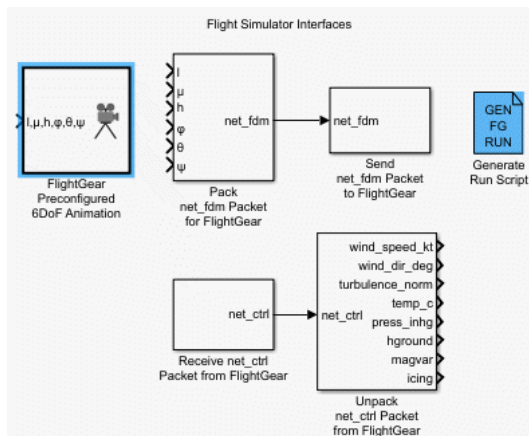 Flight Simulator Interfaces
l,μ,h,φ,θ,ψ
FlightGear
Preconfigured
6DoF Animation
l
μ
h
φ
θ
ψ
net_fdm
Pack
net_fdm Packet
for FlightGear
net_fdm
Send
net_fdm Packet
to FlightGear
GEN
FG
RUN
Generate
Run Script
net_ctrl
Receive net_ctrl
Packet from FlightGear
net_ctrl
wind_speed_kt
wind_dir_deg
turbulence_norm
temp_c
press_inhg
hground
magvar
icing
Unpack
net_ctrl Packet
from FlightGear